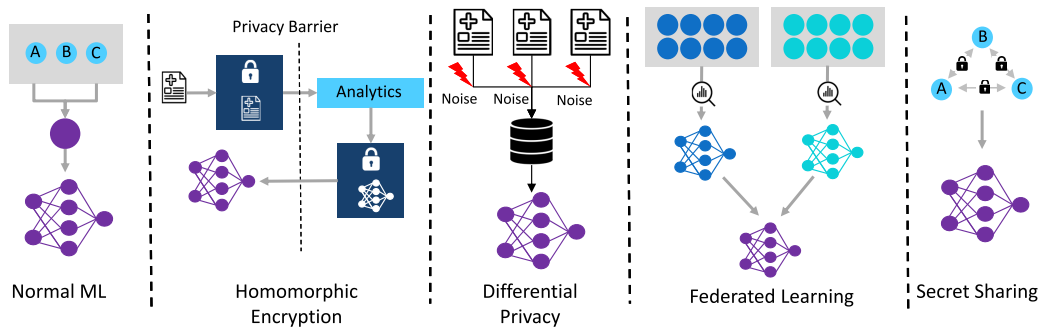 A B C
Normal ML
Privacy Barrier
Analytics
Homomorphic
Encryption
Noise Noise Noise
Differential
Privacy
Federated Learning
B
A C
Secret Sharing